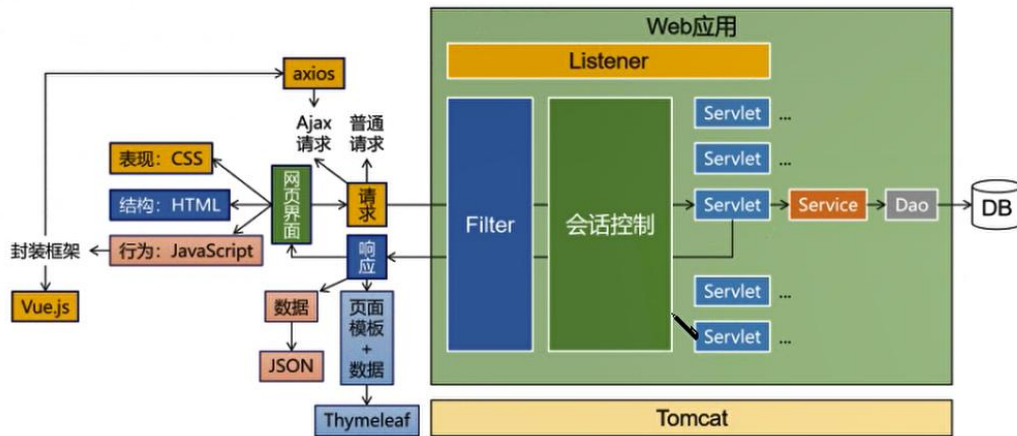 Web应用
Listener
axios
Ajax
请求
普通
请求
Servlet ...
Servlet ...
表现：CSS
结构：HTML
行为：JavaScript
网页界面
请求
Filter
会话控制
Servlet
Service
Dao
DB
封装框架
响应
Vue.js
数据
页面
模板
+
数据
Servlet ...
Servlet ...
JSON
Thymeleaf
Tomcat